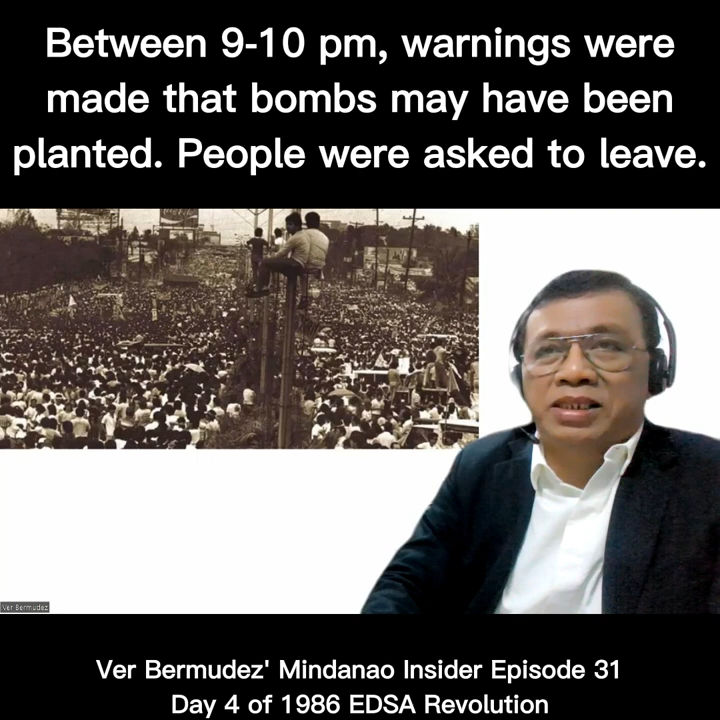 Between 9-10 pm, warnings were
made that bombs may have been
planted. People were asked to leave.
Ver Bermudez
Ver Bermudez' Mindanao Insider Episode 31
Day 4 of 1986 EDSA Revolution